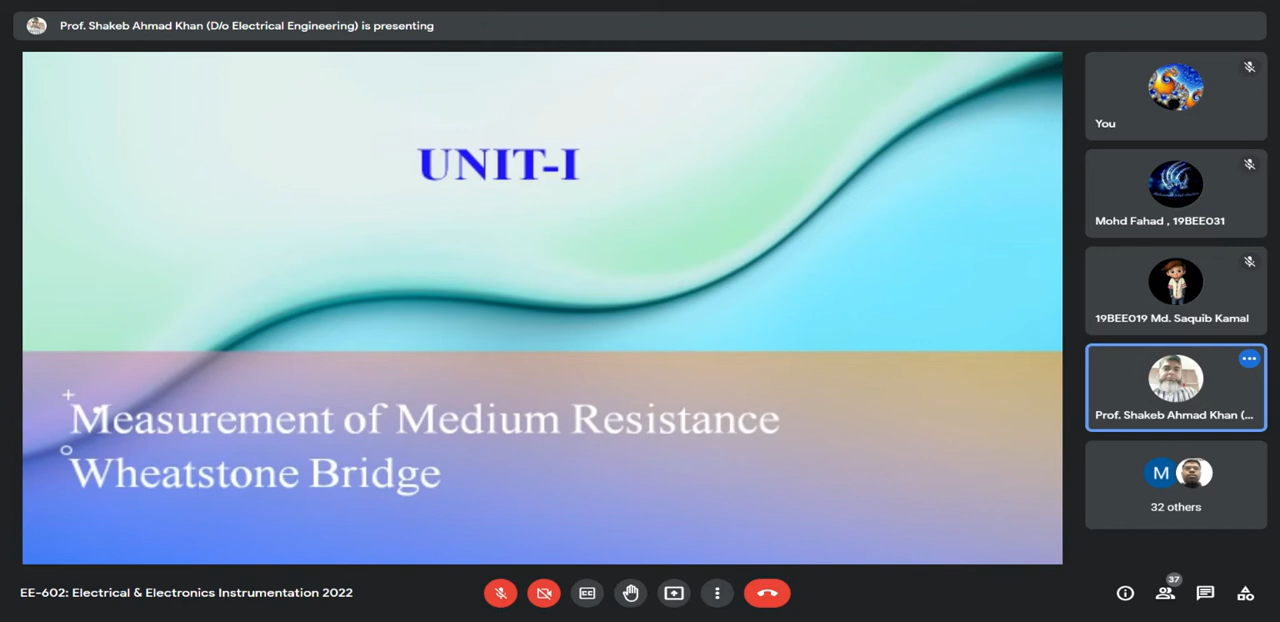 Prof. Shakeb Ahmad Khan (D/o Electrical Engineering) is presenting
UNIT-I
Measurement of Medium Resistance
Wheatstone Bridge
You
Mohd Fahad , 19BEE031
19BEE019 Md. Saquib Kamal
Prof. Shakeb Ahmad Khan (...
M
32 others
EE-602: Electrical & Electronics Instrumentation 2022
CC
37